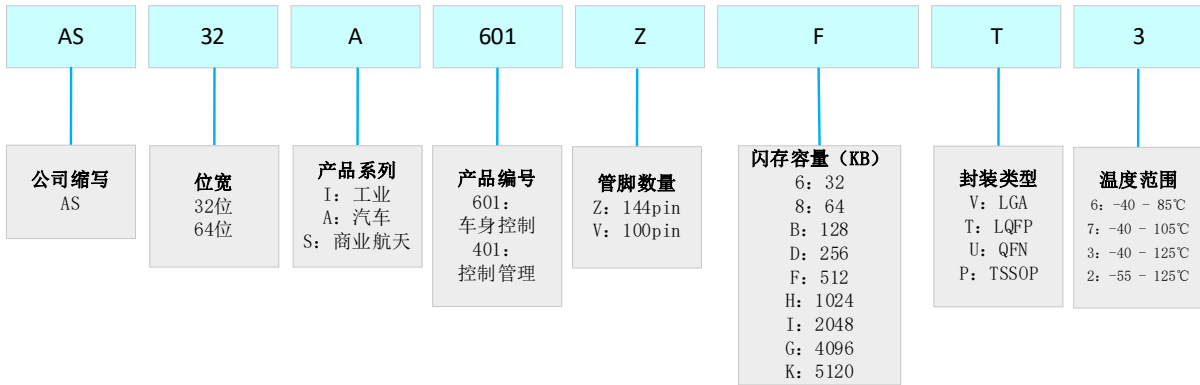 AS
32
A
601
Z
F
T
3
公司缩写
AS
位宽
32位
64位
产品系列
I: 工业
A: 汽车
S: 商业航天
产品编号
601:
车身控制
401:
控制管理
管脚数量
Z: 144pin
V: 100pin
闪存容量（KB）
6: 32
8: 64
B: 128
D: 256
F: 512
H: 1024
I: 2048
G: 4096
K: 5120
封装类型
V: LGA
T: LQFP
U: QFN
P: TSSOP
温度范围
6: -40 - 85℃
7: -40 - 105℃
3: -40 - 125℃
2: -55 - 125℃